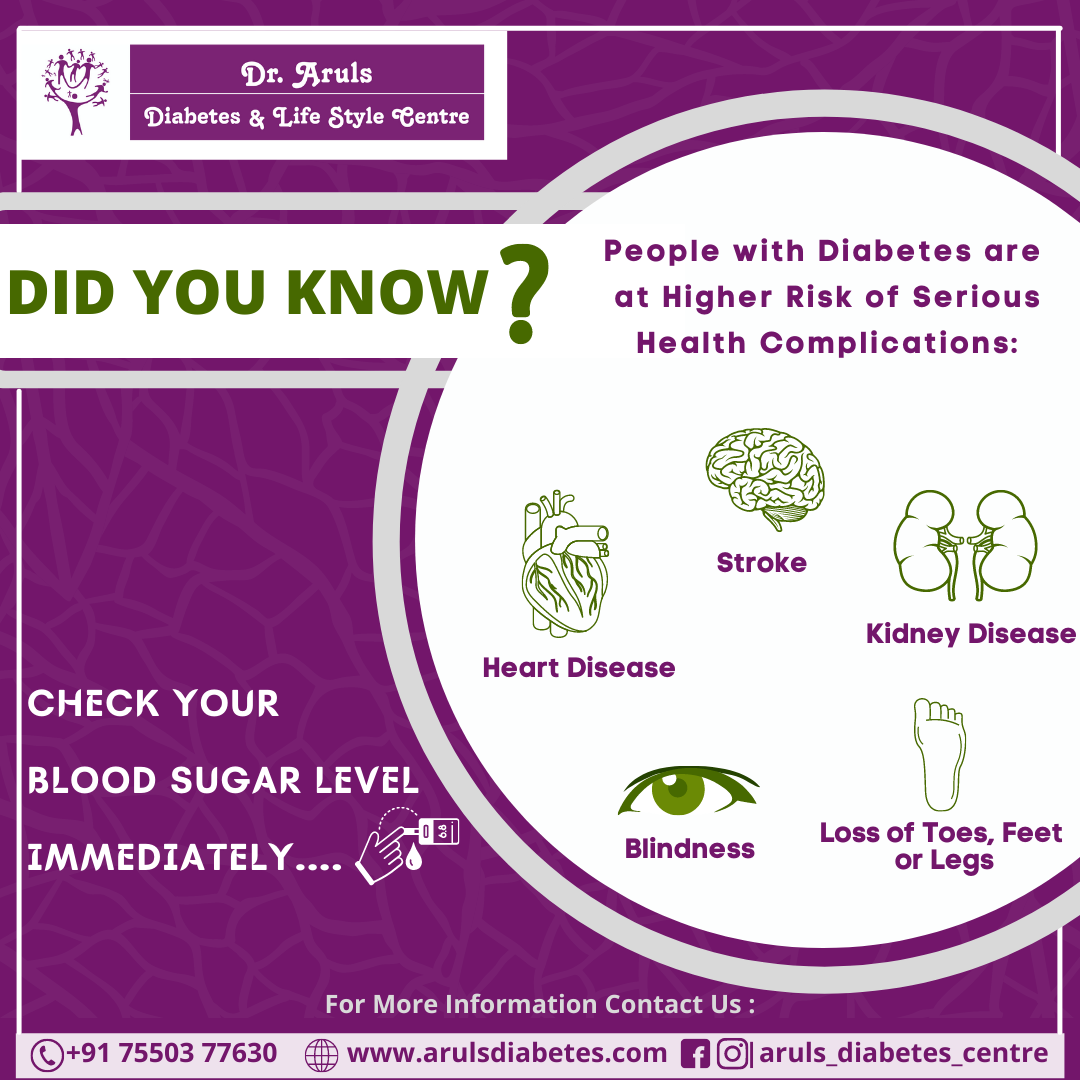 Dr. Aruls
Diabetes & Life Style Centre
DID YOU KNOW?
People with Diabetes are
at Higher Risk of Serious
Health Complications:
Stroke
Kidney Disease
Heart Disease
Blindness
Loss of Toes, Feet
or Legs
CHECK YOUR
BLOOD SUGAR LEVEL
IMMEDIATELY....
6.8
For More Information Contact Us :
+91 75503 77630 www.arulsdiabetes.com aruls_diabetes_centre